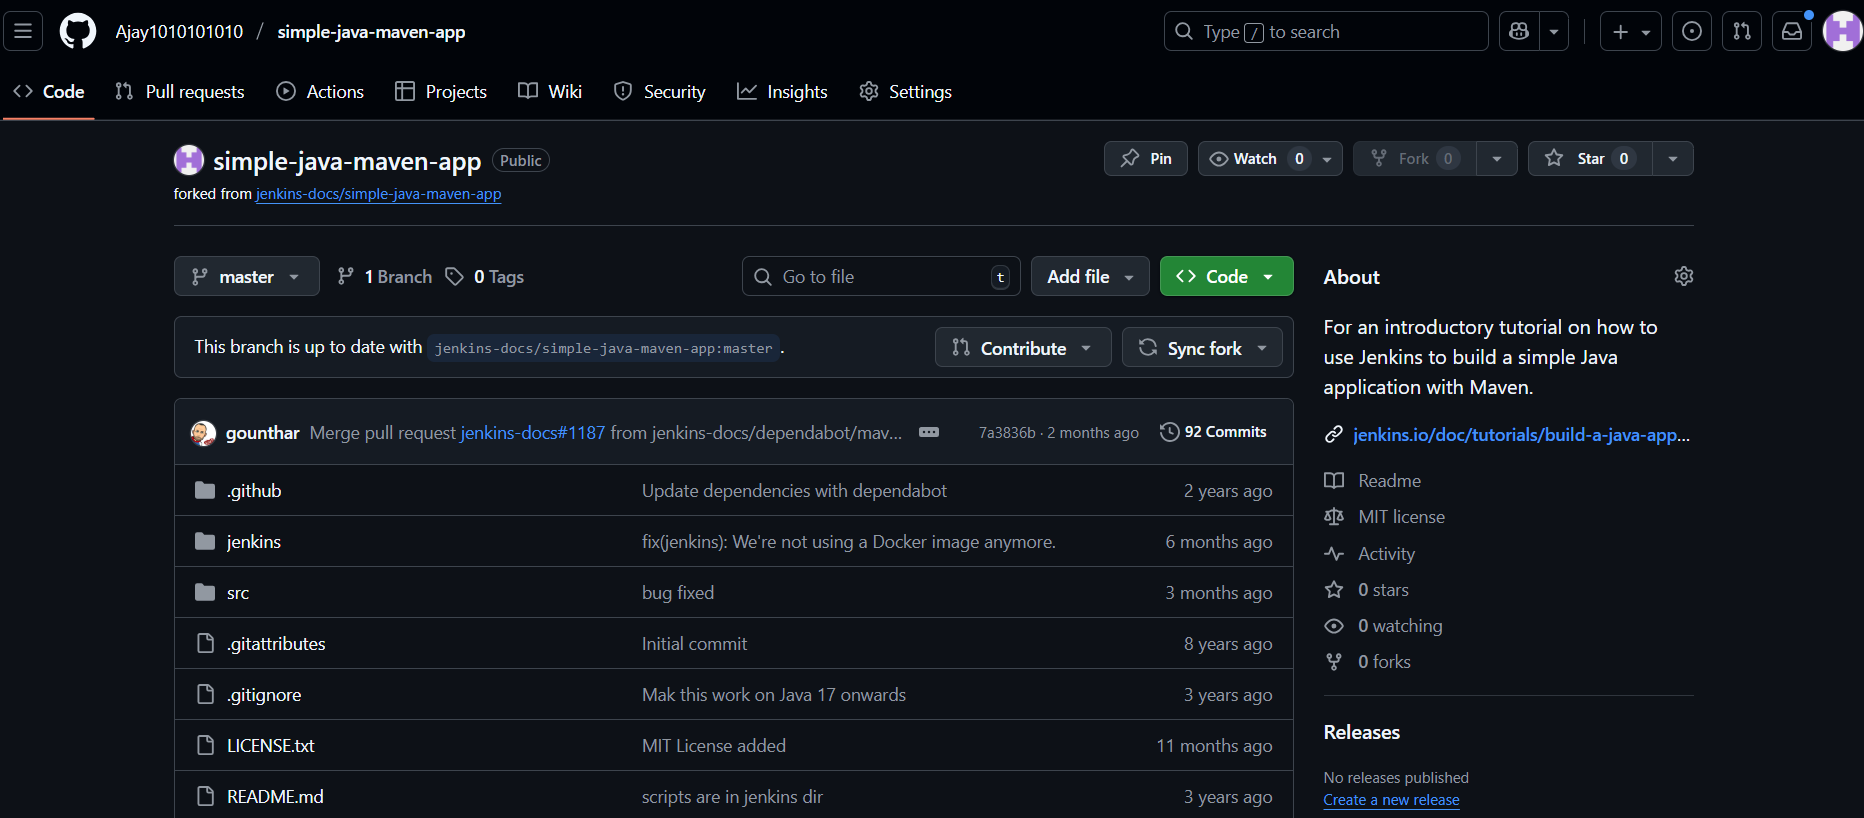 Ajay1010101010 / simple-java-maven-app
Type / to search
Code
Pull requests
Actions
Projects
Wiki
Security
Insights
Settings
simple-java-maven-app Public
Pin
Watch 0
Fork 0
Star 0
forked from jenkins-docs/simple-java-maven-app
master
1 Branch
0 Tags
Go to file t
Add file
Code
This branch is up to date with jenkins-docs/simple-java-maven-app:master .
Contribute
Sync fork
gounthar Merge pull request jenkins-docs#1187 from jenkins-docs/dependabot/mav... 7a3836b · 2 months ago 92 Commits
.github Update dependencies with dependabot 2 years ago
jenkins fix(jenkins): We're not using a Docker image anymore. 6 months ago
src bug fixed 3 months ago
.gitattributes Initial commit 8 years ago
.gitignore Mak this work on Java 17 onwards 3 years ago
LICENSE.txt MIT License added 11 months ago
README.md scripts are in jenkins dir 3 years ago
About
For an introductory tutorial on how to
use Jenkins to build a simple Java
application with Maven.
jenkins.io/doc/tutorials/build-a-java-app...
Readme
MIT license
Activity
0 stars
0 watching
0 forks
Releases
No releases published
Create a new release